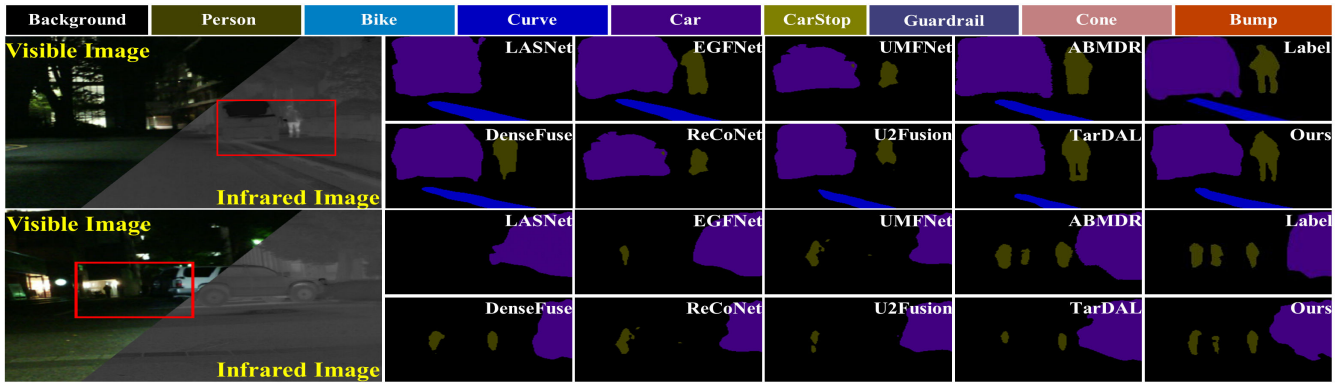 Background Person Bike Curve Car CarStop Guardrail Cone Bump
Visible Image
Infrared Image
LASNet EGFNet UMFNet ABMDR Label
DenseFuse ReCoNet U2Fusion TarDAL Ours
Visible Image
Infrared Image
LASNet EGFNet UMFNet ABMDR Label
DenseFuse ReCoNet U2Fusion TarDAL Ours